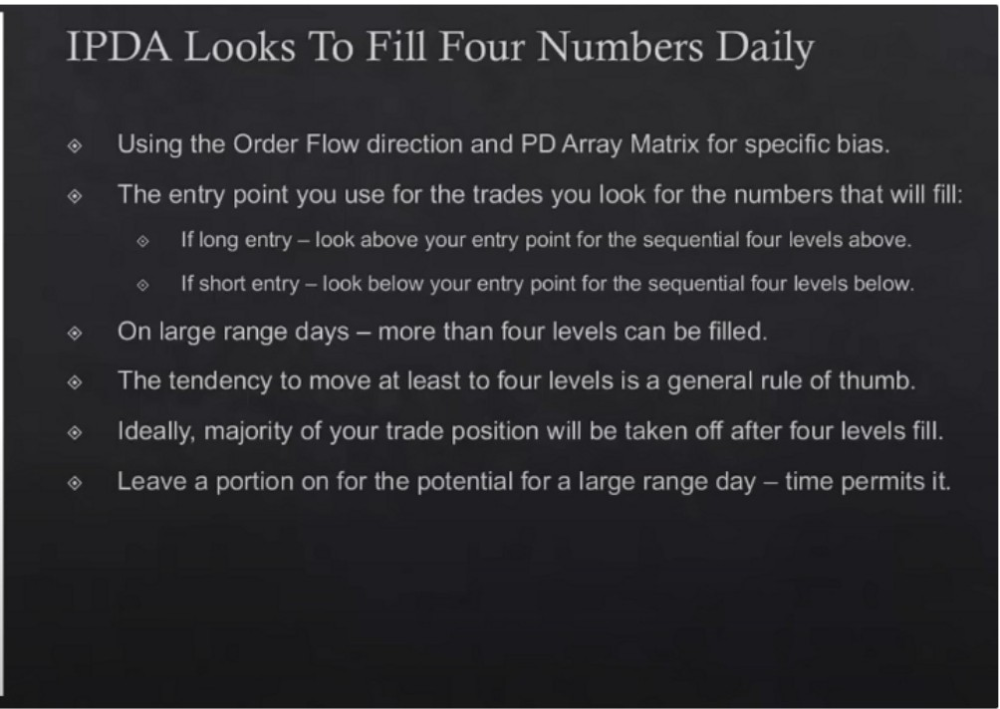 IPDA Looks To Fill Four Numbers Daily
Using the Order Flow direction and PD Array Matrix for specific bias.
The entry point you use for the trades you look for the numbers that will fill:
If long entry – look above your entry point for the sequential four levels above.
If short entry – look below your entry point for the sequential four levels below.
On large range days – more than four levels can be filled.
The tendency to move at least to four levels is a general rule of thumb.
Ideally, majority of your trade position will be taken off after four levels fill.
Leave a portion on for the potential for a large range day – time permits it.